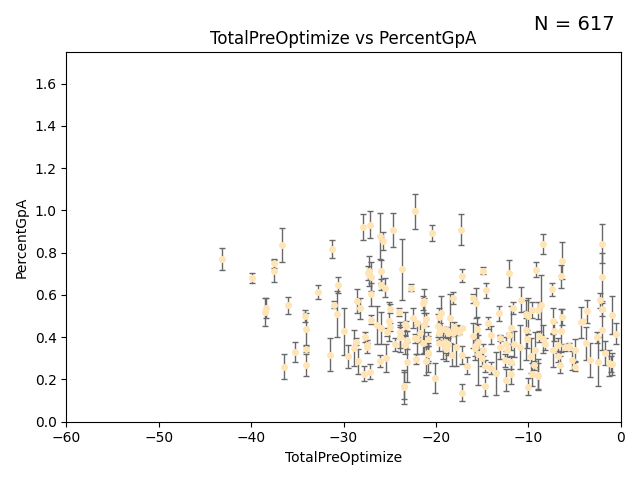 N = 617
TotalPreOptimize vs PercentGpA
1.6
1.4
1.2
1.0
0.8
0.6
0.4
0.2
0.0
PercentGpA
−60 −50 −40 −30 −20 −10 0
TotalPreOptimize